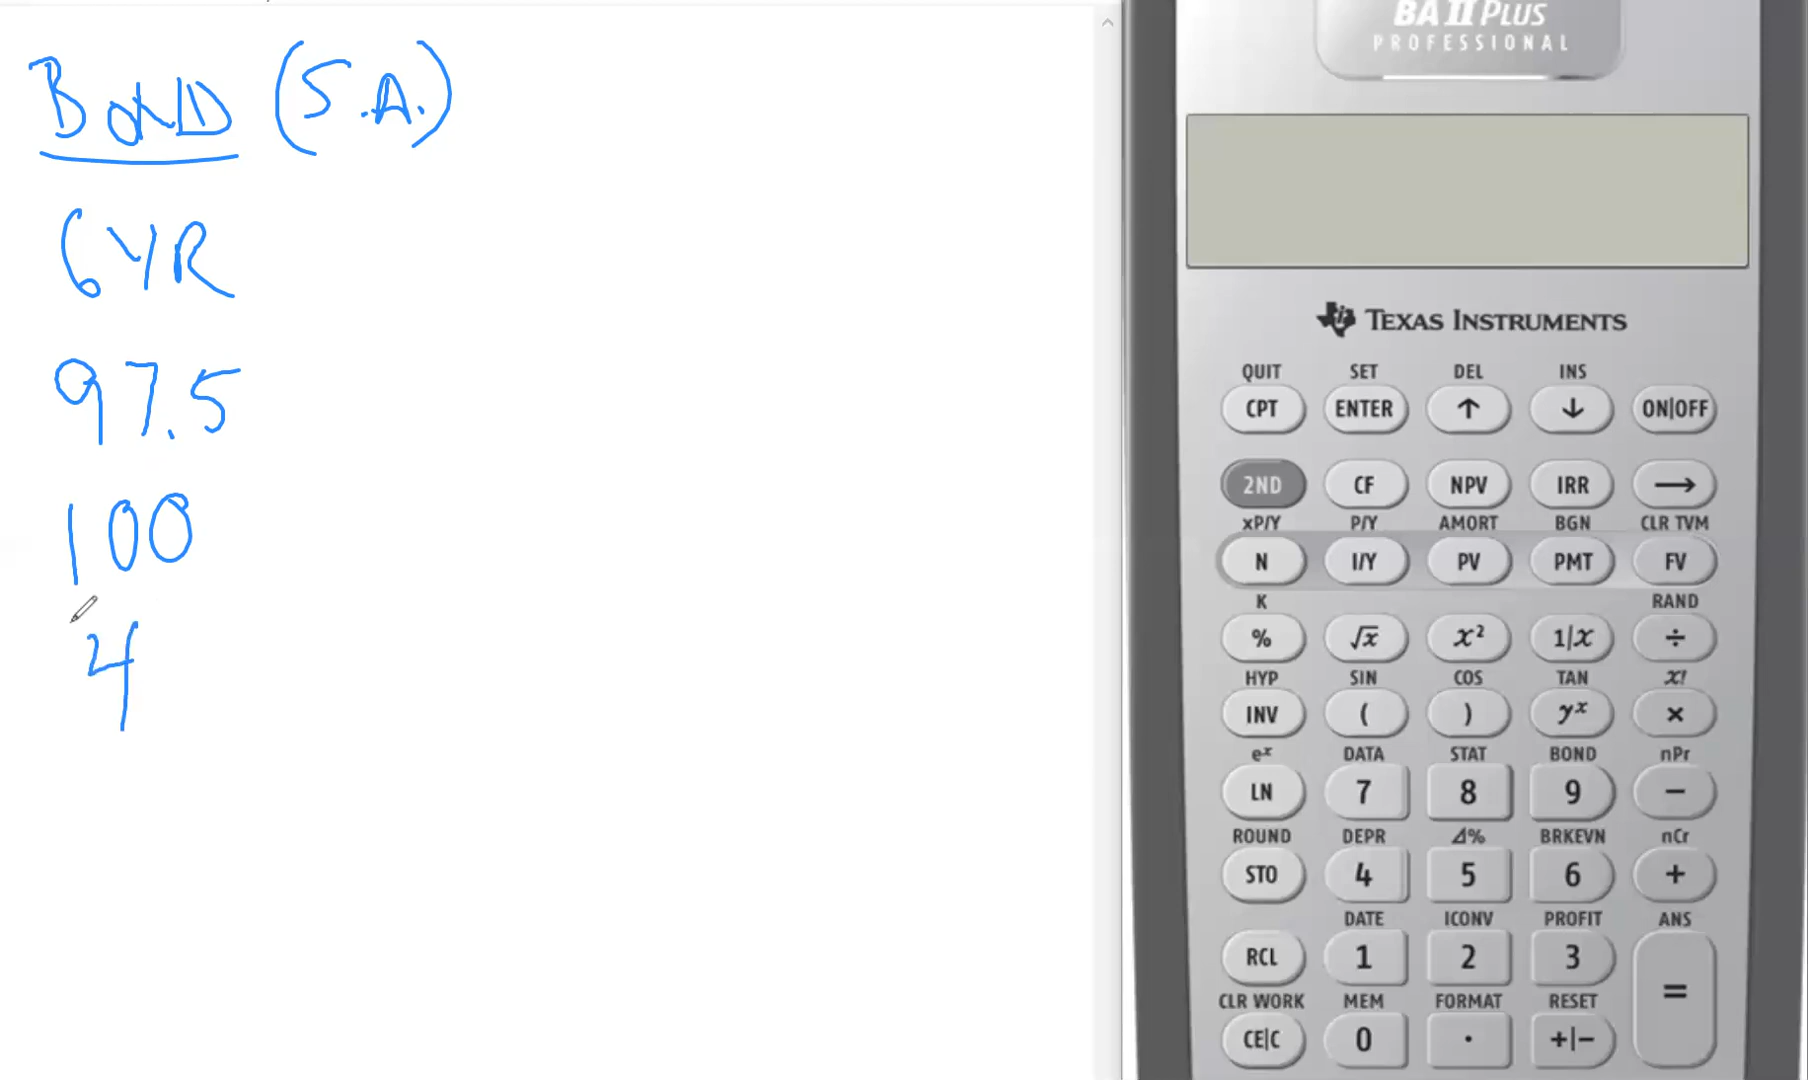 BOND (S.A.)
6YR
97.5
100
4
BA II PLUS
PROFESSIONAL
TEXAS INSTRUMENTS
QUIT SET DEL INS
CPT ENTER ↑ ↓ ON|OFF
2ND CF NPV IRR →
xP/Y P/Y AMORT BGN CLR TVM
N I/Y PV PMT FV
K RAND
% √x x² 1/x ÷
HYP SIN COS TAN x!
INV ( ) yˣ ×
eˣ DATA STAT BOND nPr
LN 7 8 9 −
ROUND DEPR Δ% BRKEVN nCr
STO 4 5 6 +
DATE ICONV PROFIT ANS
RCL 1 2 3 =
CLR WORK MEM FORMAT RESET
CE|C 0 . +|−